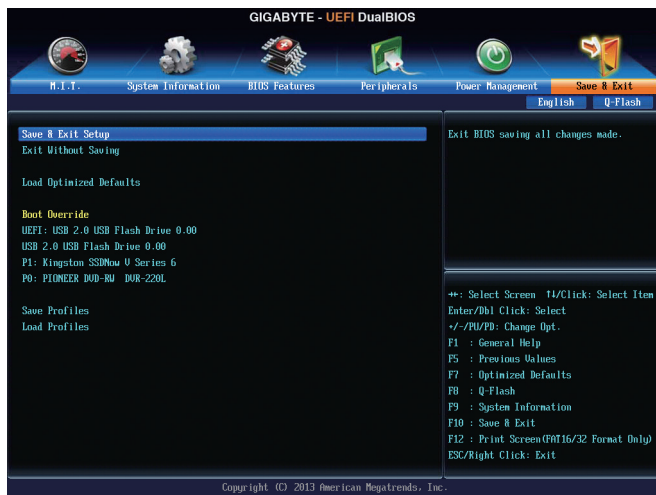 GIGABYTE - UEFI DualBIOS
M.I.T.
System Information
BIOS Features
Peripherals
Power Management
Save & Exit
English
Q-Flash
Save & Exit Setup
Exit Without Saving
Load Optimized Defaults
Boot Override
UEFI: USB 2.0 USB Flash Drive 0.00
USB 2.0 USB Flash Drive 0.00
P1: Kingston SSDNow V Series 6
P0: PIONEER DVD-RW DVR-220L
Save Profiles
Load Profiles
Exit BIOS saving all changes made.
→←: Select Screen ↑↓/Click: Select Item
Enter/Dbl Click: Select
+/-/PU/PD: Change Opt.
F1 : General Help
F5 : Previous Values
F7 : Optimized Defaults
F8 : Q-Flash
F9 : System Information
F10 : Save & Exit
F12 : Print Screen(FAT16/32 Format Only)
ESC/Right Click: Exit
Copyright (C) 2013 American Megatrends, Inc.